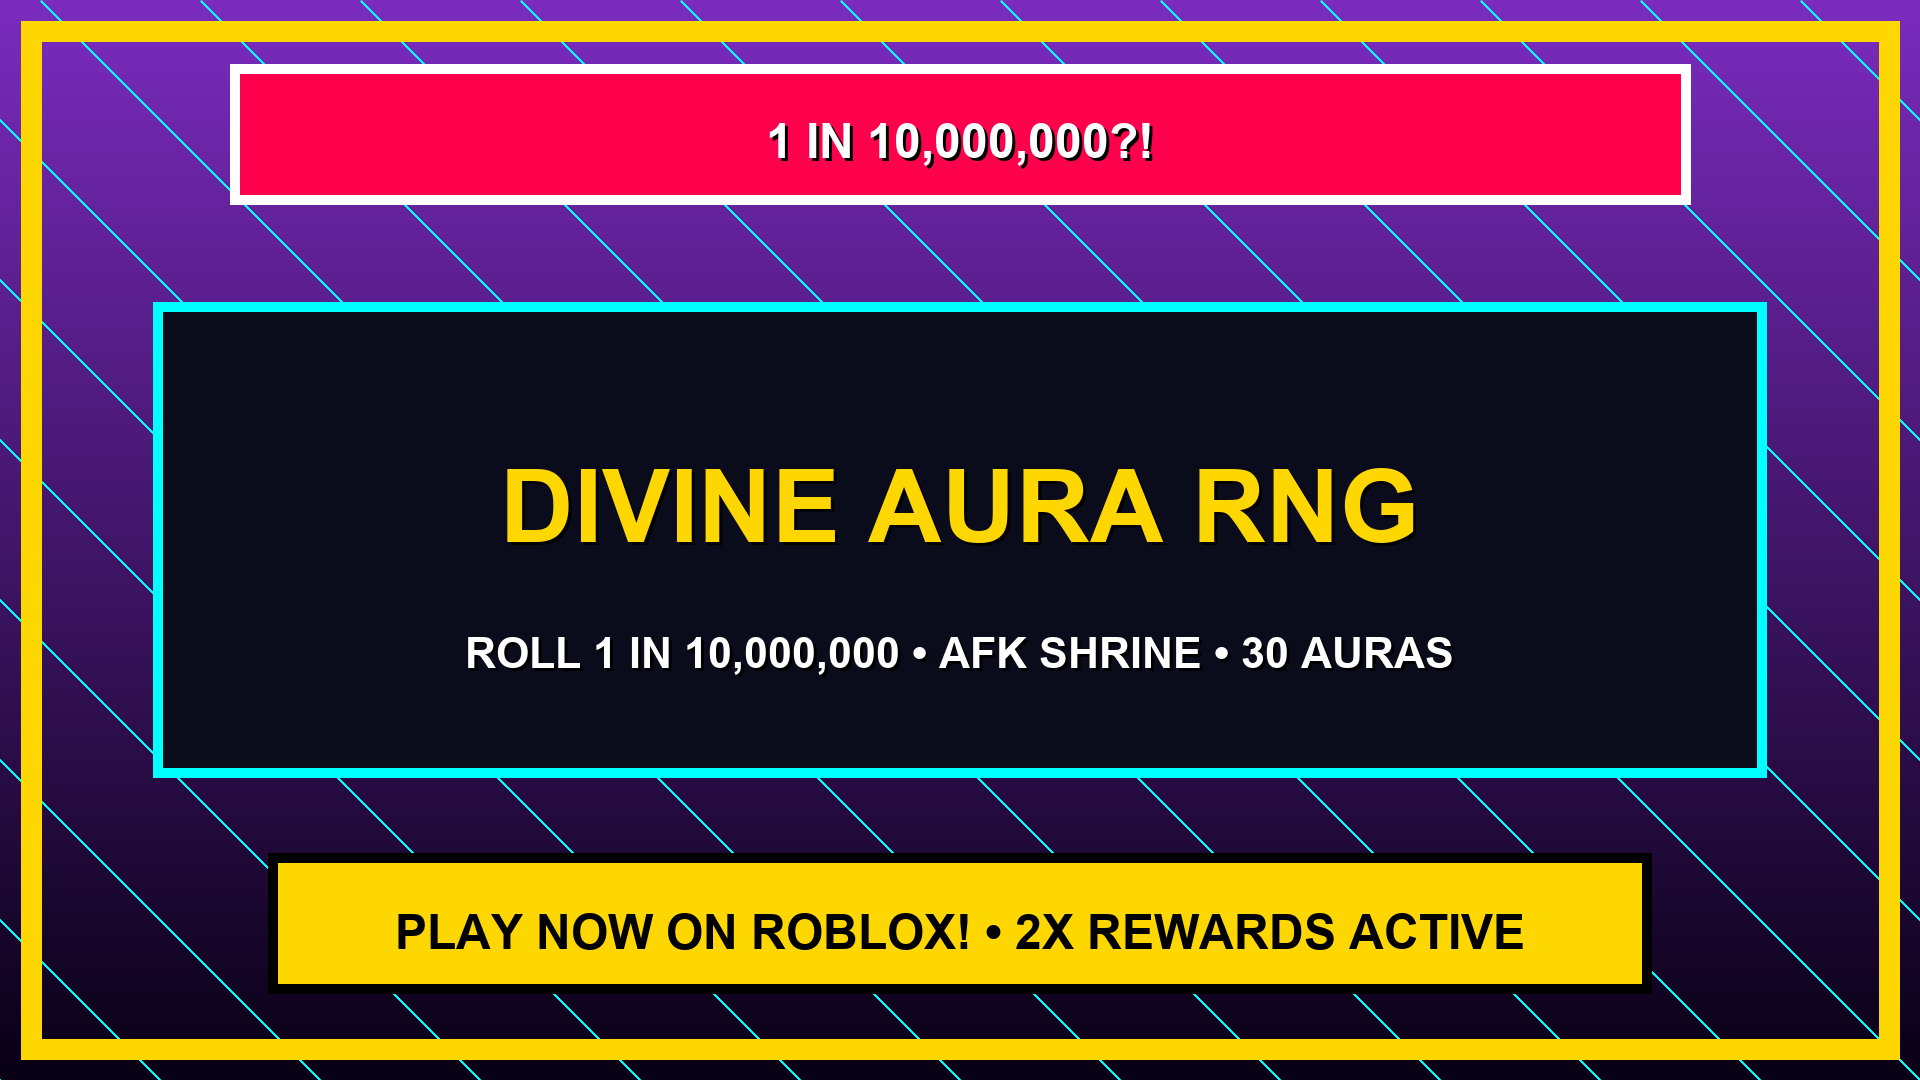 1 IN 10,000,000?!
DIVINE AURA RNG
ROLL 1 IN 10,000,000 • AFK SHRINE • 30 AURAS
PLAY NOW ON ROBLOX! • 2X REWARDS ACTIVE